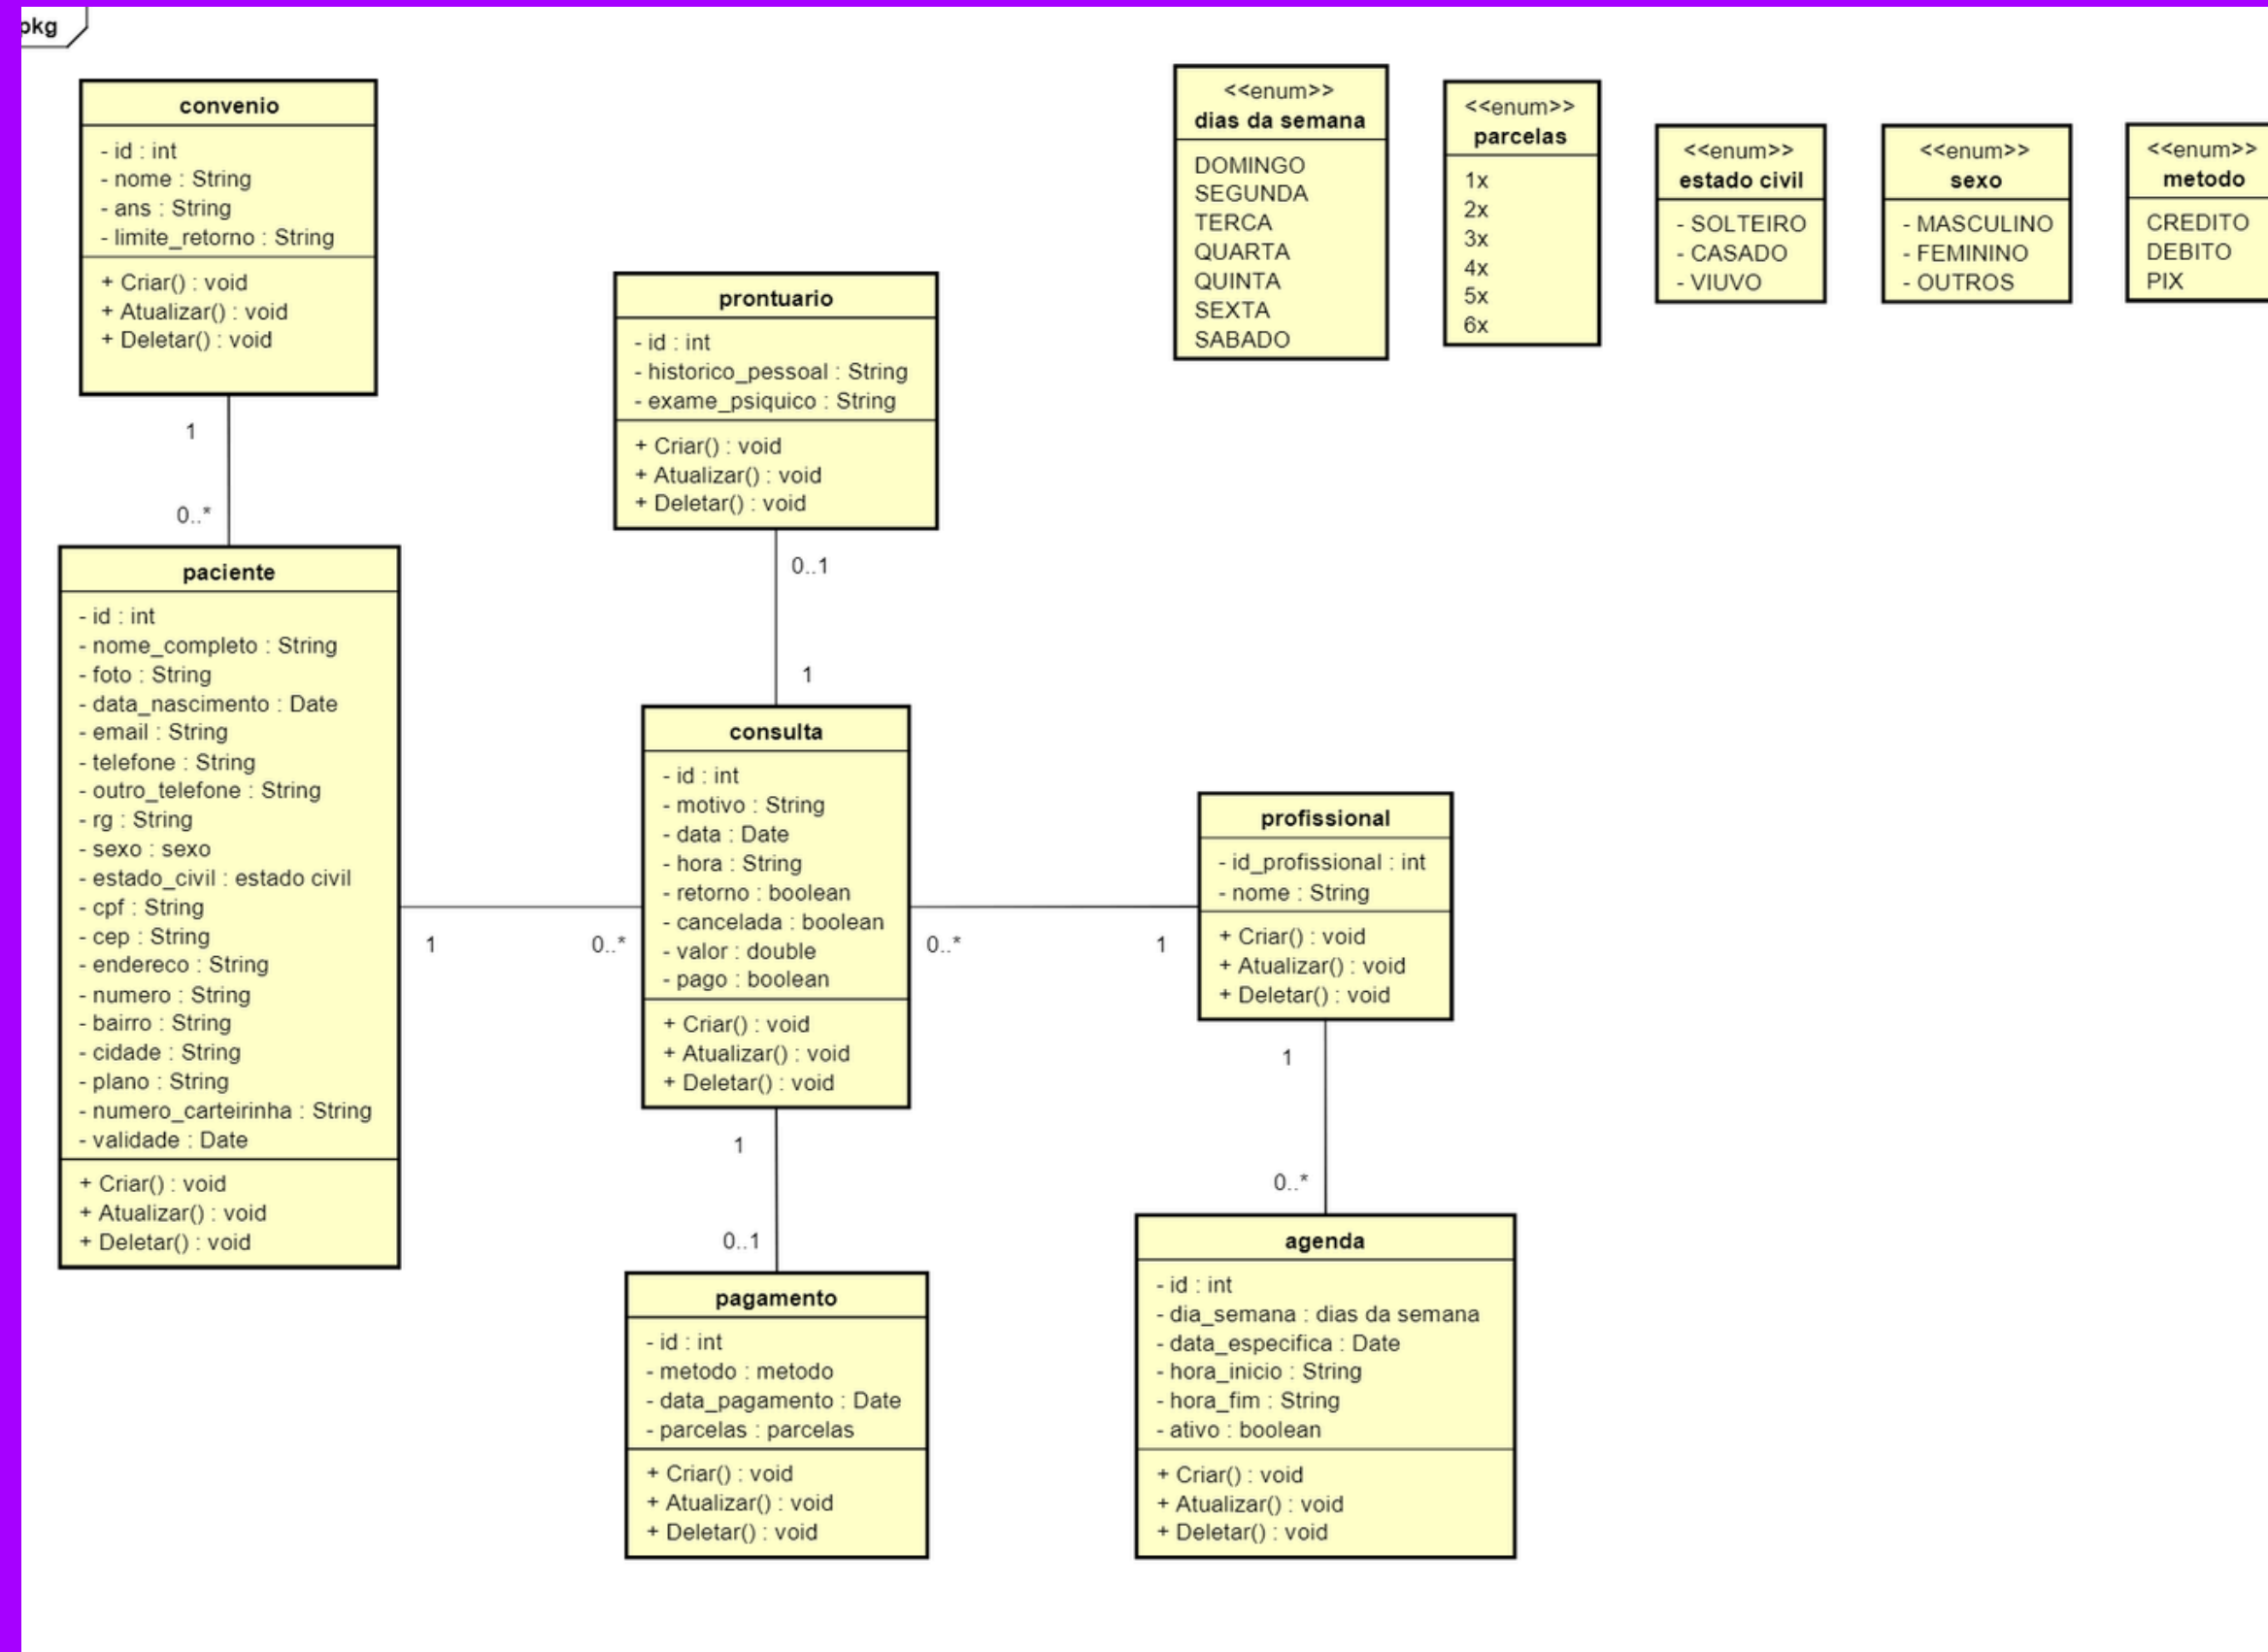 pkg
convenio
- id : int
- nome : String
- ans : String
- limite_retorno : String
+ Criar() : void
+ Atualizar() : void
+ Deletar() : void
1
0..*
paciente
- id : int
- nome_completo : String
- foto : String
- data_nascimento : Date
- email : String
- telefone : String
- outro_telefone : String
- rg : String
- sexo : sexo
- estado_civil : estado civil
- cpf : String
- cep : String
- endereco : String
- numero : String
- bairro : String
- cidade : String
- plano : String
- numero_carteirinha : String
- validade : Date
+ Criar() : void
+ Atualizar() : void
+ Deletar() : void
1
0..*
prontuario
- id : int
- historico_pessoal : String
- exame_psiquico : String
+ Criar() : void
+ Atualizar() : void
+ Deletar() : void
0..1
1
consulta
- id : int
- motivo : String
- data : Date
- hora : String
- retorno : boolean
- cancelada : boolean
- valor : double
- pago : boolean
+ Criar() : void
+ Atualizar() : void
+ Deletar() : void
1
0..1
pagamento
- id : int
- metodo : metodo
- data_pagamento : Date
- parcelas : parcelas
+ Criar() : void
+ Atualizar() : void
+ Deletar() : void
0..*
1
profissional
- id_profissional : int
- nome : String
+ Criar() : void
+ Atualizar() : void
+ Deletar() : void
1
0..*
agenda
- id : int
- dia_semana : dias da semana
- data_especifica : Date
- hora_inicio : String
- hora_fim : String
- ativo : boolean
+ Criar() : void
+ Atualizar() : void
+ Deletar() : void
<<enum>>
dias da semana
DOMINGO
SEGUNDA
TERCA
QUARTA
QUINTA
SEXTA
SABADO
<<enum>>
parcelas
1x
2x
3x
4x
5x
6x
<<enum>>
estado civil
- SOLTEIRO
- CASADO
- VIUVO
<<enum>>
sexo
- MASCULINO
- FEMININO
- OUTROS
<<enum>>
metodo
CREDITO
DEBITO
PIX